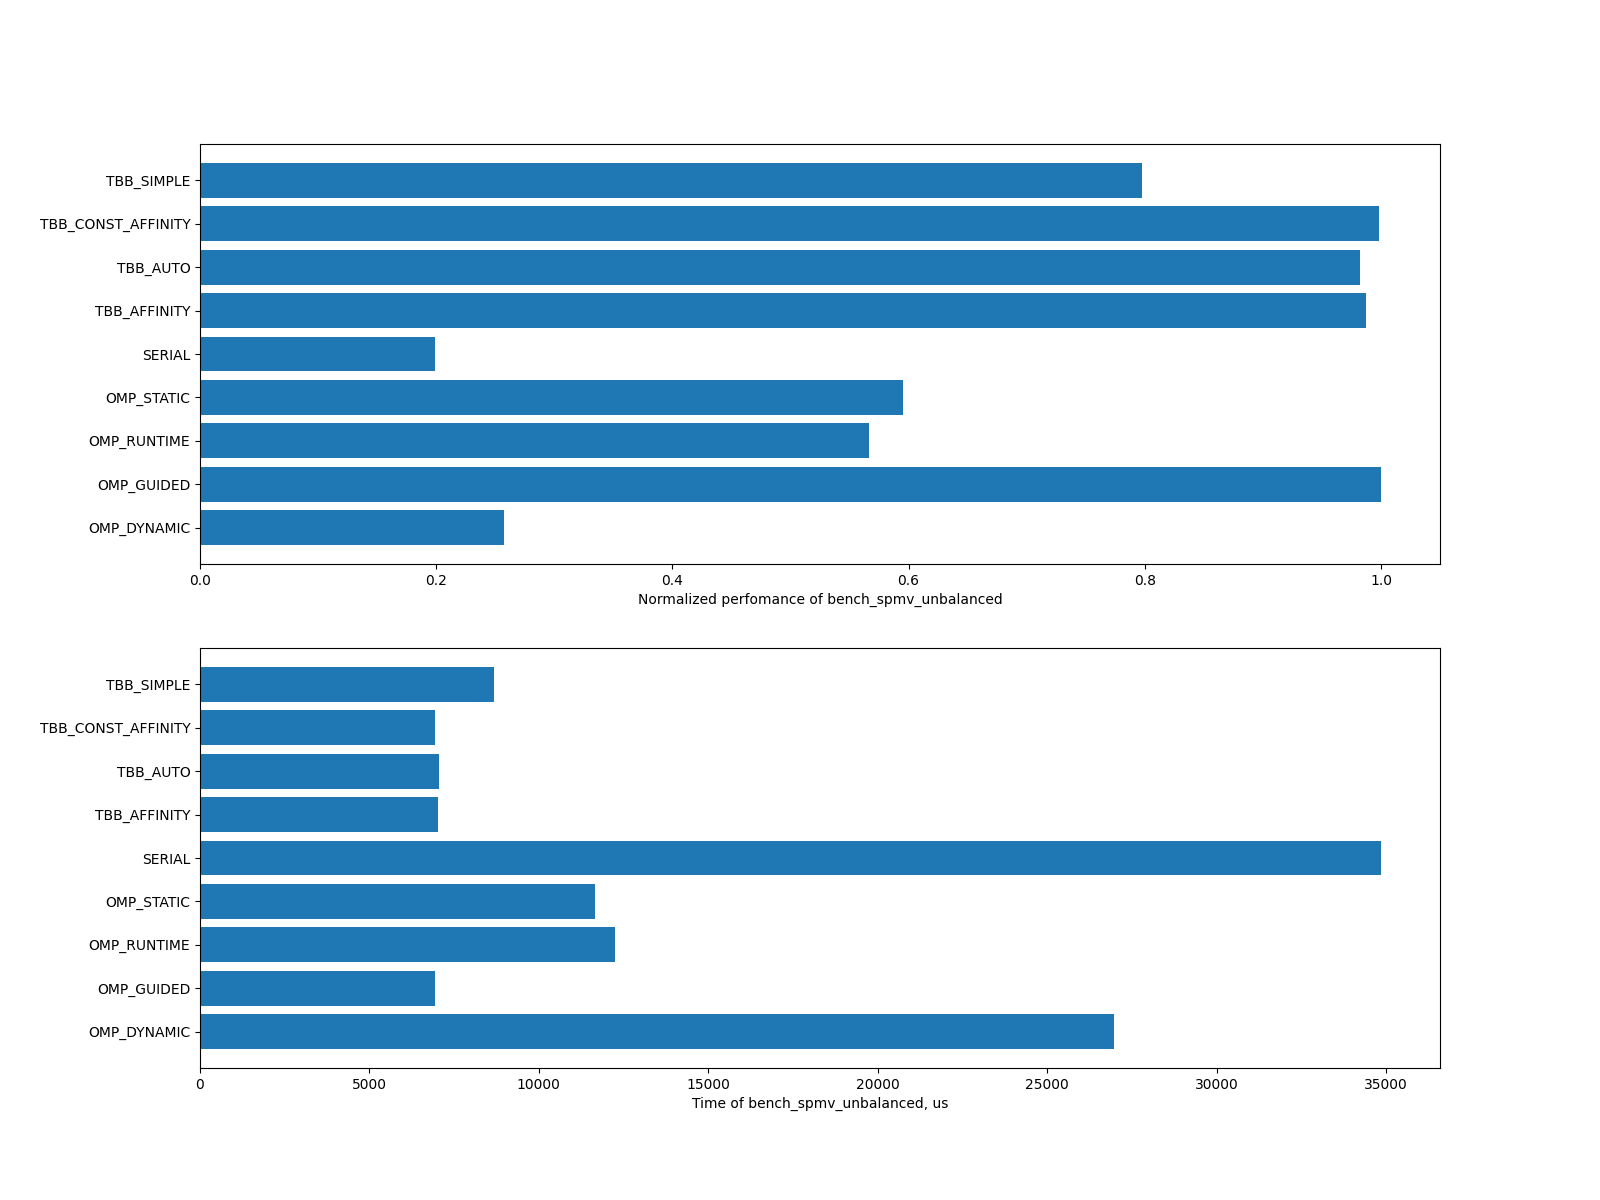 TBB_SIMPLE
TBB_CONST_AFFINITY
TBB_AUTO
TBB_AFFINITY
SERIAL
OMP_STATIC
OMP_RUNTIME
OMP_GUIDED
OMP_DYNAMIC
0.0 0.2 0.4 0.6 0.8 1.0
Normalized perfomance of bench_spmv_unbalanced
TBB_SIMPLE
TBB_CONST_AFFINITY
TBB_AUTO
TBB_AFFINITY
SERIAL
OMP_STATIC
OMP_RUNTIME
OMP_GUIDED
OMP_DYNAMIC
0 5000 10000 15000 20000 25000 30000 35000
Time of bench_spmv_unbalanced, us